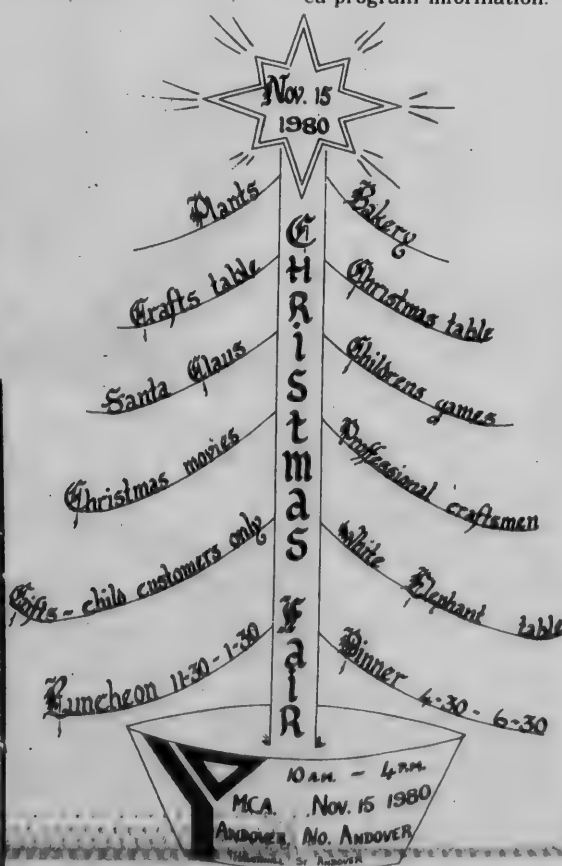 ed program information.
Nov. 15
1980
Plants
Bakery
Crafts table
Christmas table
Santa Claus
Childrens games
Christmas movies
Proffessional craftsmen
Gifts - child customers only
White Elephant table
Luncheon 11-30 - 1-30
Dinner 4-30 - 6-30
CHRistmas FaiR
10 A.M. - 4 P.M.
YMCA. Nov. 15 1980
ANDOVER, NO. ANDOVER
St ANDOVER